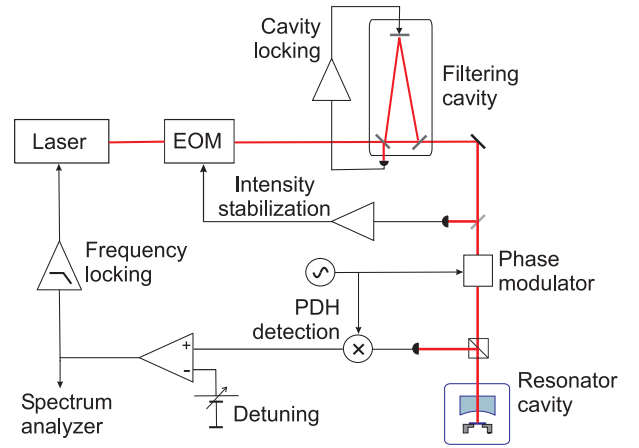 Cavity
locking
Filtering
cavity
Laser
EOM
Intensity
stabilization
Frequency
locking
Phase
modulator
PDH
detection
+
-
×
Spectrum
analyzer
Detuning
Resonator
cavity